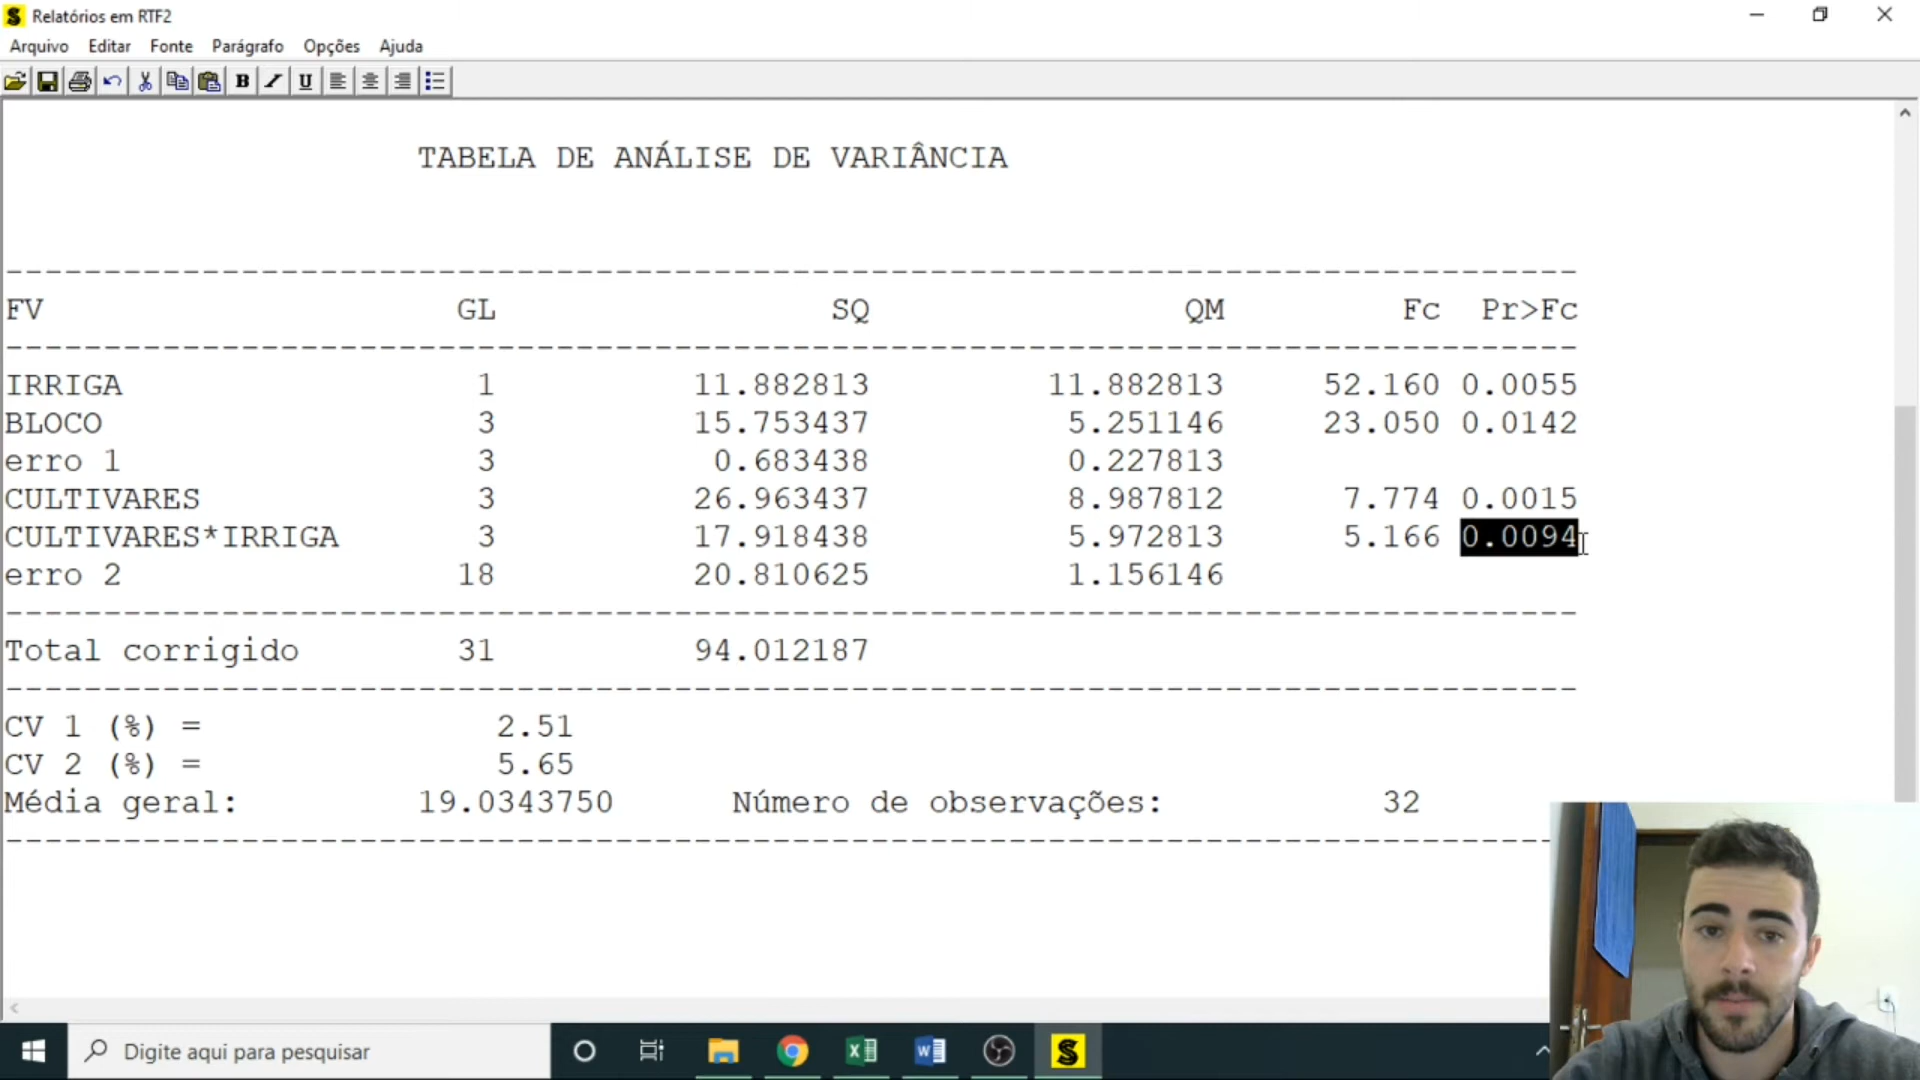 Relatórios em RTF2
Arquivo Editar Fonte Parágrafo Opções Ajuda
B I U
TABELA DE ANÁLISE DE VARIÂNCIA
--------------------------------------------------------------------------------
FV GL SQ QM Fc Pr>Fc
--------------------------------------------------------------------------------
IRRIGA 1 11.882813 11.882813 52.160 0.0055
BLOCO 3 15.753437 5.251146 23.050 0.0142
erro 1 3 0.683438 0.227813
CULTIVARES 3 26.963437 8.987812 7.774 0.0015
CULTIVARES*IRRIGA 3 17.918438 5.972813 5.166 0.0094
erro 2 18 20.810625 1.156146
--------------------------------------------------------------------------------
Total corrigido 31 94.012187
--------------------------------------------------------------------------------
CV 1 (%) = 2.51
CV 2 (%) = 5.65
Média geral: 19.0343750 Número de observações: 32
--------------------------------------------------------------------------------
Digite aqui para pesquisar